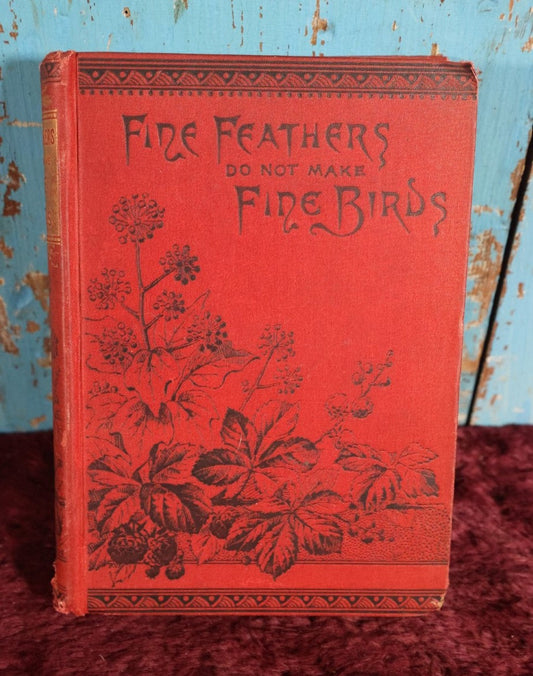 Fine Feathers
DO NOT MAKE
Fine Birds